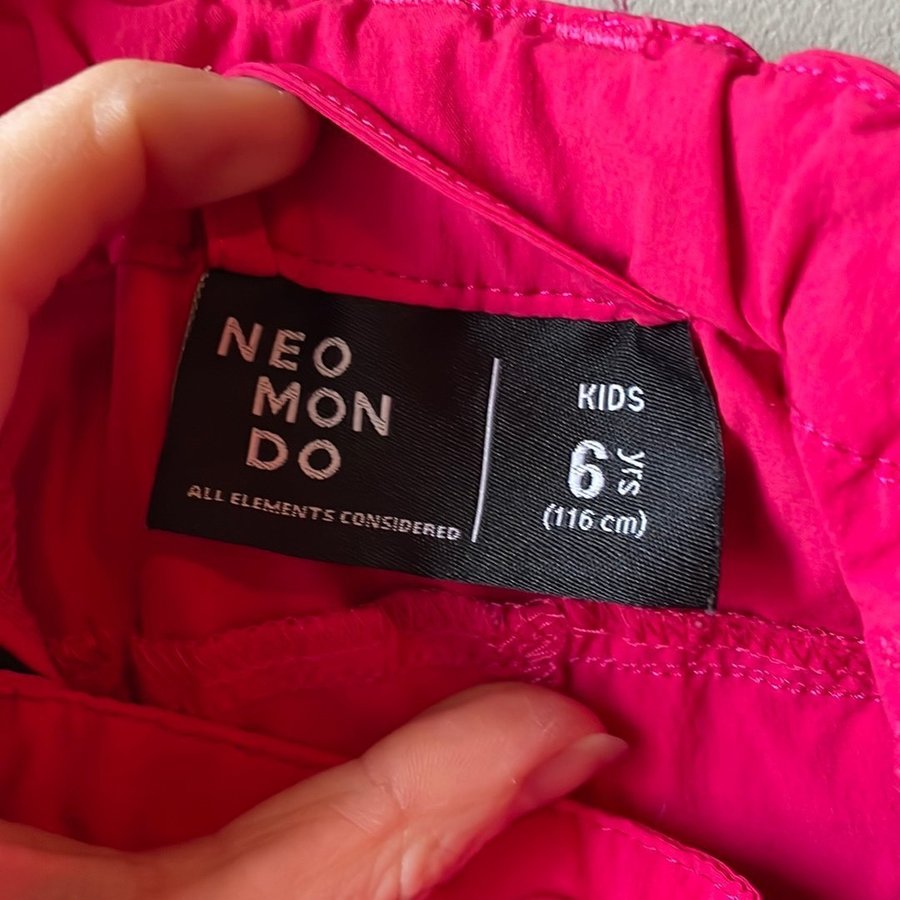 NEO
MON
DO
ALL ELEMENTS CONSIDERED
KIDS
6 yrs
(116 cm)